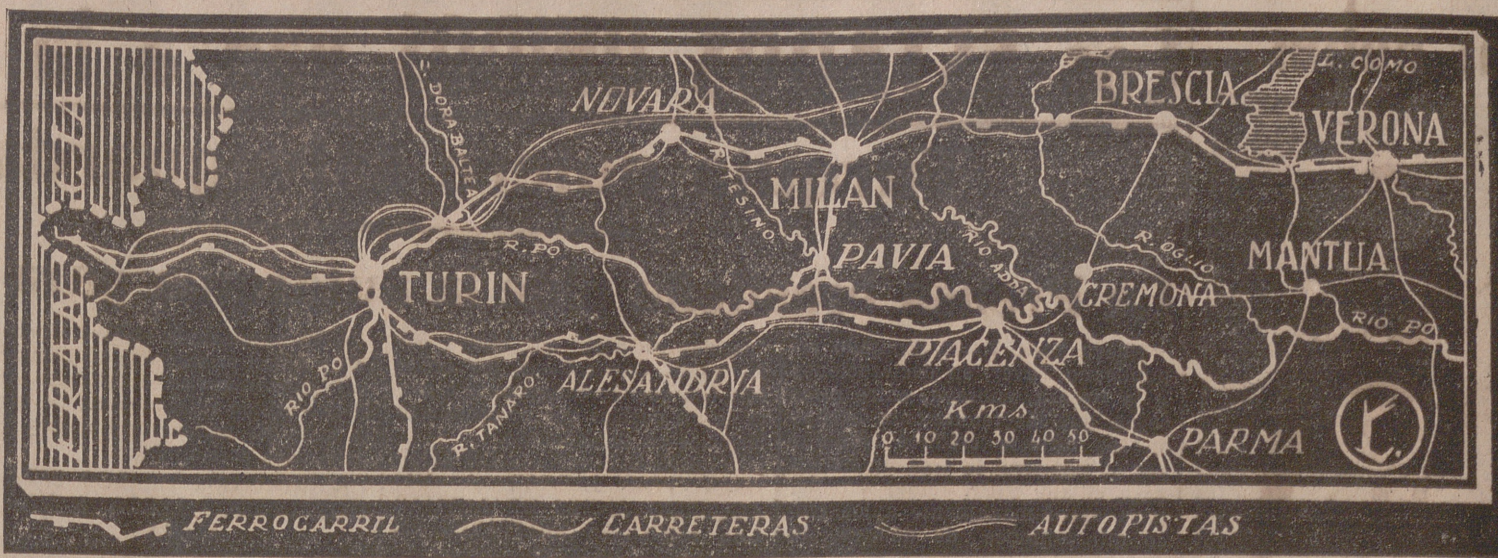 FRANCIA
L. COMO
BRESCIA
NOVARA
DORA BALTEA
VERONA
MILAN
R. TESINO
R. PO
PAVIA
RIO ADDA
R. OGLIO
MANTUA
TURIN
CREMONA
RIO PO
PIACENZA
ALESANDRIA
RIO PO
R. TANARO
Kms.
0 10 20 30 40 50
PARMA
FERROCARRIL CARRETERAS AUTOPISTAS